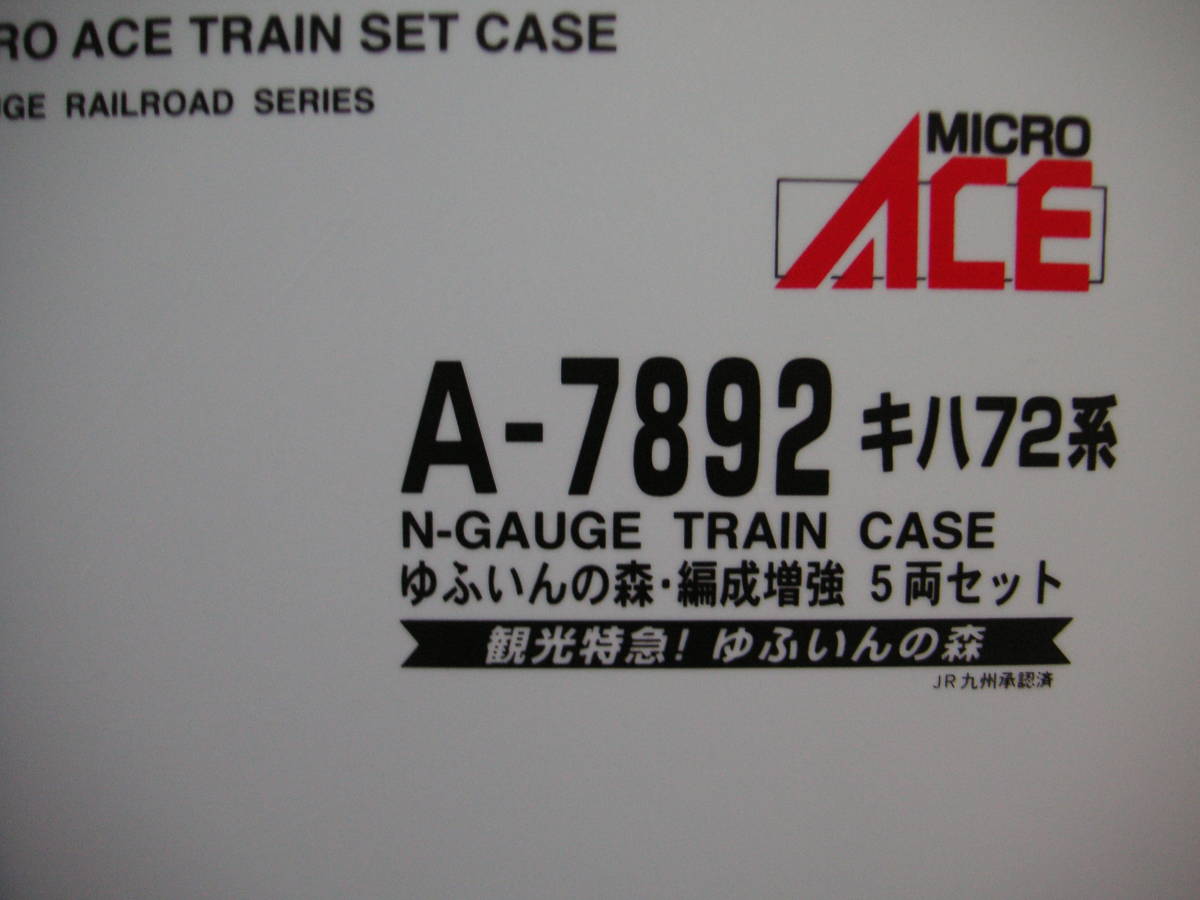 RO ACE TRAIN SET CASE
UGE RAILROAD SERIES
MICRO
ACE
A-7892 キハ72系
N-GAUGE TRAIN CASE
ゆふいんの森・編成増強 5両セット
観光特急!ゆふいんの森
JR九州承認済